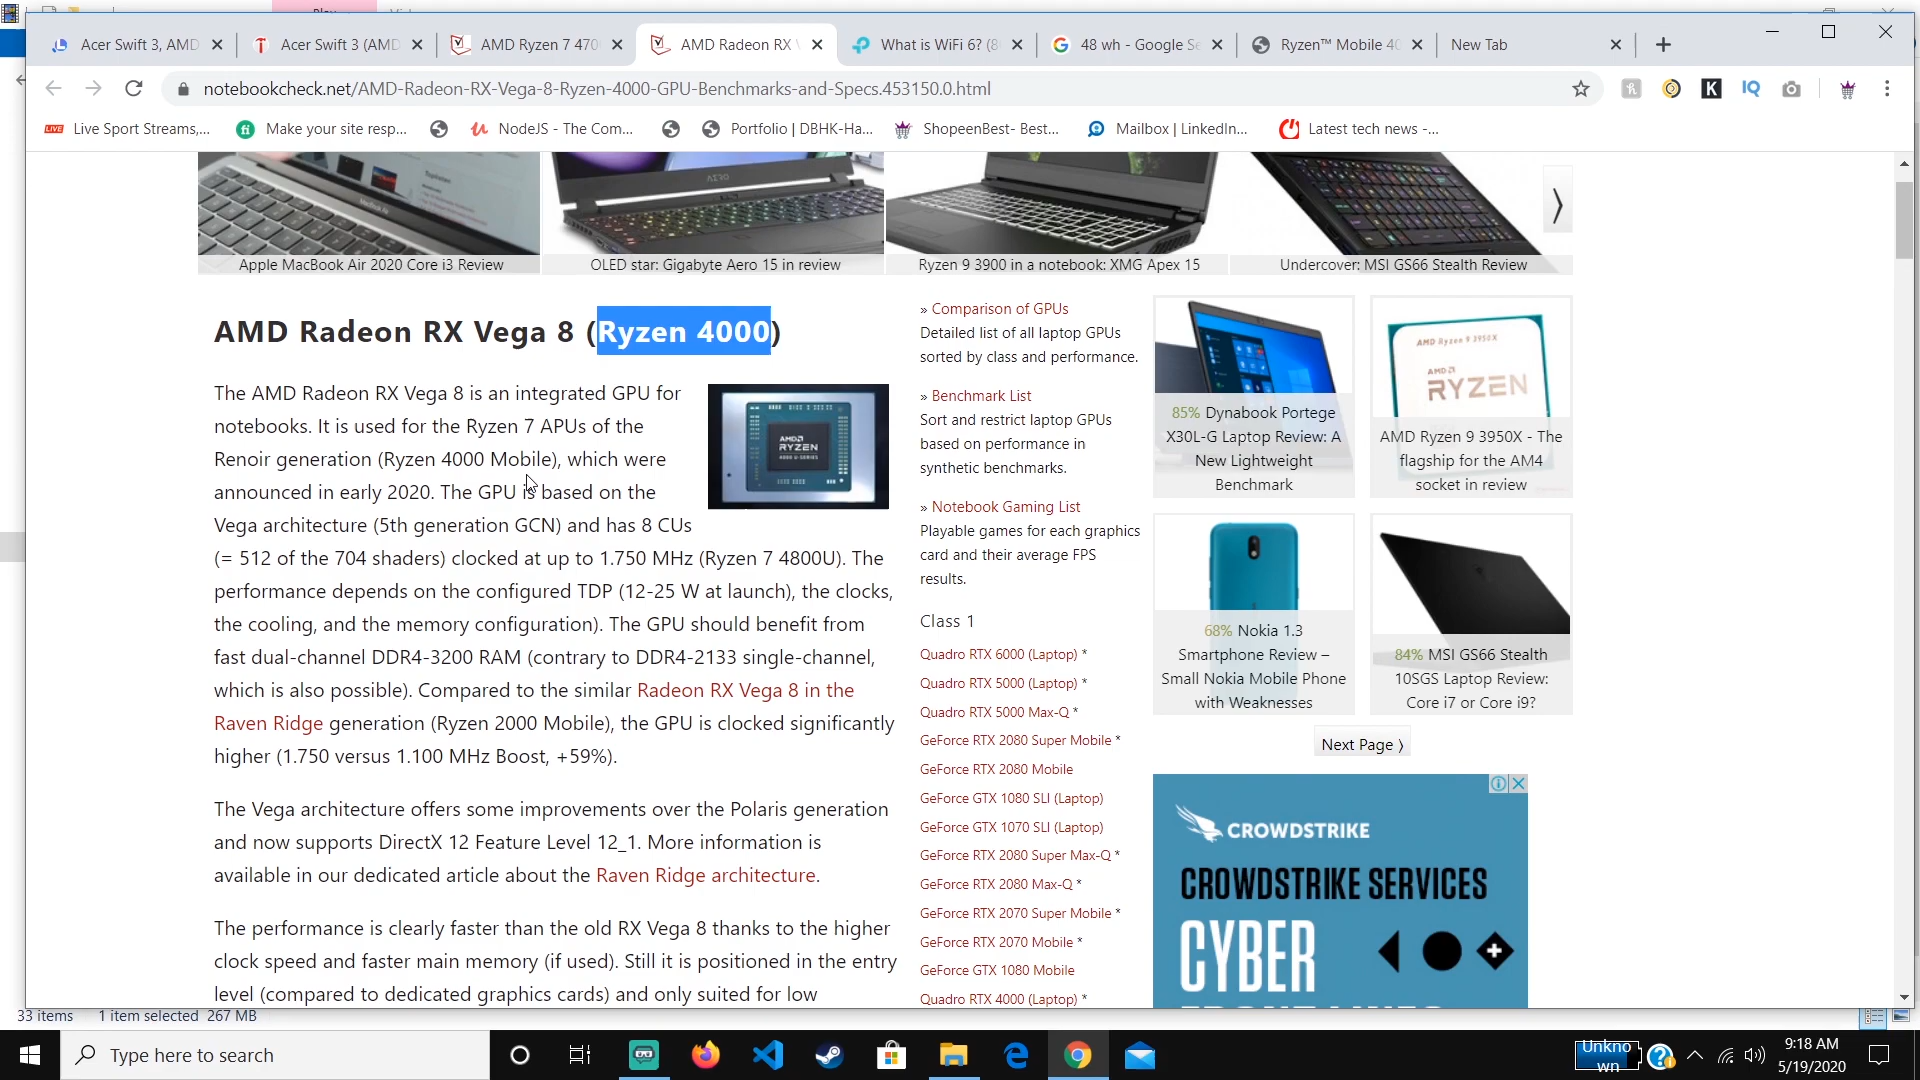 Acer Swift 3, AMD
Acer Swift 3 (AMD
AMD Ryzen 7 470
AMD Radeon RX V
What is WiFi 6? (8
48 wh - Google Se
Ryzen™ Mobile 40
New Tab
notebookcheck.net/AMD-Radeon-RX-Vega-8-Ryzen-4000-GPU-Benchmarks-and-Specs.453150.0.html
LIVE Live Sport Streams,...
fi Make your site resp...
NodeJS - The Com...
Portfolio | DBHK-Ha...
ShopeenBest- Best...
Mailbox | LinkedIn...
Latest tech news -...
Apple MacBook Air 2020 Core i3 Review
OLED star: Gigabyte Aero 15 in review
Ryzen 9 3900 in a notebook: XMG Apex 15
Undercover: MSI GS66 Stealth Review
AMD Radeon RX Vega 8 (Ryzen 4000)
The AMD Radeon RX Vega 8 is an integrated GPU for
notebooks. It is used for the Ryzen 7 APUs of the
Renoir generation (Ryzen 4000 Mobile), which were
announced in early 2020. The GPU is based on the
Vega architecture (5th generation GCN) and has 8 CUs
(= 512 of the 704 shaders) clocked at up to 1.750 MHz (Ryzen 7 4800U). The
performance depends on the configured TDP (12-25 W at launch), the clocks,
the cooling, and the memory configuration). The GPU should benefit from
fast dual-channel DDR4-3200 RAM (contrary to DDR4-2133 single-channel,
which is also possible). Compared to the similar Radeon RX Vega 8 in the
Raven Ridge generation (Ryzen 2000 Mobile), the GPU is clocked significantly
higher (1.750 versus 1.100 MHz Boost, +59%).
The Vega architecture offers some improvements over the Polaris generation
and now supports DirectX 12 Feature Level 12_1. More information is
available in our dedicated article about the Raven Ridge architecture.
The performance is clearly faster than the old RX Vega 8 thanks to the higher
clock speed and faster main memory (if used). Still it is positioned in the entry
level (compared to dedicated graphics cards) and only suited for low
AMD
RYZEN
4000 U-SERIES
» Comparison of GPUs
Detailed list of all laptop GPUs
sorted by class and performance.
» Benchmark List
Sort and restrict laptop GPUs
based on performance in
synthetic benchmarks.
» Notebook Gaming List
Playable games for each graphics
card and their average FPS
results.
Class 1
Quadro RTX 6000 (Laptop) *
Quadro RTX 5000 (Laptop) *
Quadro RTX 5000 Max-Q *
GeForce RTX 2080 Super Mobile *
GeForce RTX 2080 Mobile
GeForce GTX 1080 SLI (Laptop)
GeForce GTX 1070 SLI (Laptop)
GeForce RTX 2080 Super Max-Q *
GeForce RTX 2080 Max-Q *
GeForce RTX 2070 Super Mobile *
GeForce RTX 2070 Mobile *
GeForce GTX 1080 Mobile
Quadro RTX 4000 (Laptop) *
85% Dynabook Portege
X30L-G Laptop Review: A
New Lightweight
Benchmark
AMD Ryzen 9 3950X
AMD
RYZEN
AMD Ryzen 9 3950X - The
flagship for the AM4
socket in review
68% Nokia 1.3
Smartphone Review –
Small Nokia Mobile Phone
with Weaknesses
84% MSI GS66 Stealth
10SGS Laptop Review:
Core i7 or Core i9?
Next Page ⟩
CROWDSTRIKE
CROWDSTRIKE SERVICES
CYBER
33 items
1 item selected 267 MB
Type here to search
Unkno
wn
9:18 AM
5/19/2020